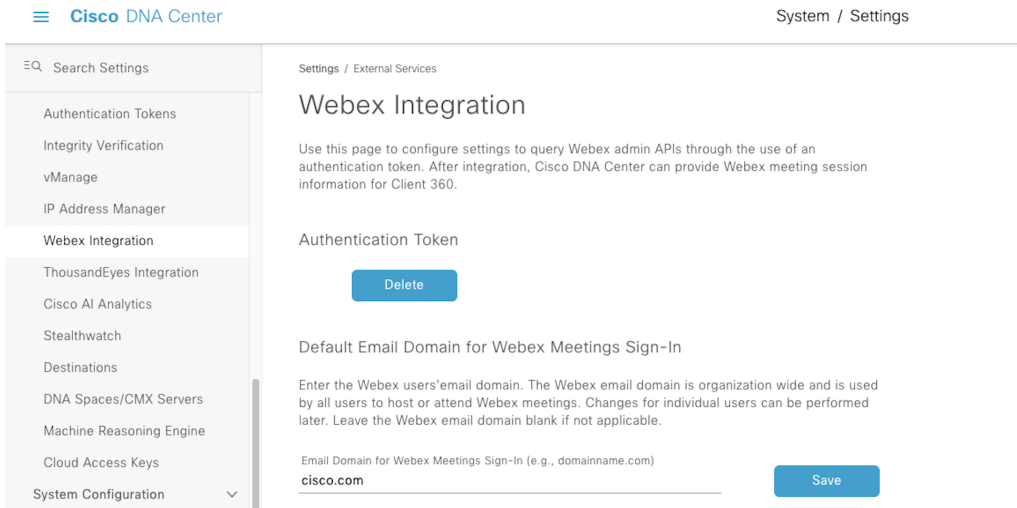 Cisco DNA Center
System / Settings
Search Settings
Authentication Tokens
Integrity Verification
vManage
IP Address Manager
Webex Integration
ThousandEyes Integration
Cisco AI Analytics
Stealthwatch
Destinations
DNA Spaces/CMX Servers
Machine Reasoning Engine
Cloud Access Keys
System Configuration
Settings / External Services
Webex Integration
Use this page to configure settings to query Webex admin APIs through the use of an
authentication token. After integration, Cisco DNA Center can provide Webex meeting session
information for Client 360.
Authentication Token
Delete
Default Email Domain for Webex Meetings Sign-In
Enter the Webex users'email domain. The Webex email domain is organization wide and is used
by all users to host or attend Webex meetings. Changes for individual users can be performed
later. Leave the Webex email domain blank if not applicable.
Email Domain for Webex Meetings Sign-In (e.g., domainname.com)
cisco.com
Save